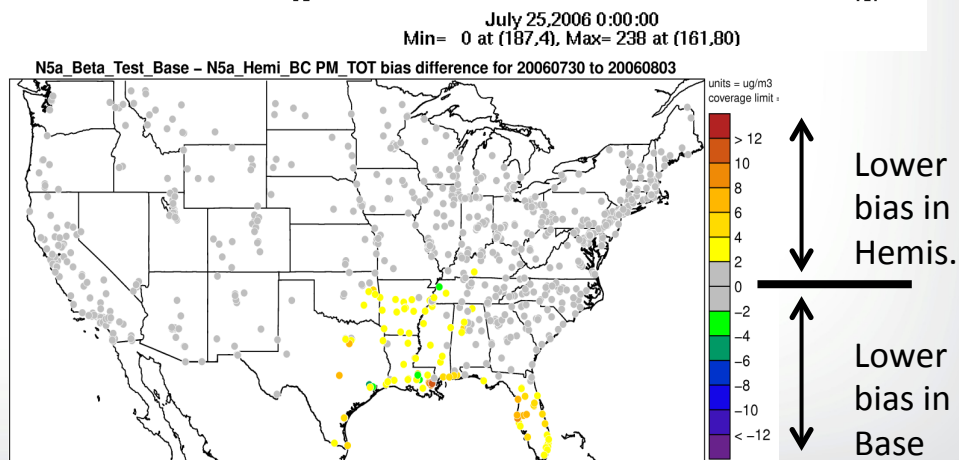 July 25,2006 0:00:00
Min= 0 at (187,4), Max= 238 at (161,80)
N5a_Beta_Test_Base – N5a_Hemi_BC PM_TOT bias difference for 20060730 to 20060803
units = ug/m3
coverage limit :
> 12
10
8
6
4
2
0
−2
−4
−6
−8
−10
< −12
Lower
bias in
Hemis.
Lower
bias in
Base